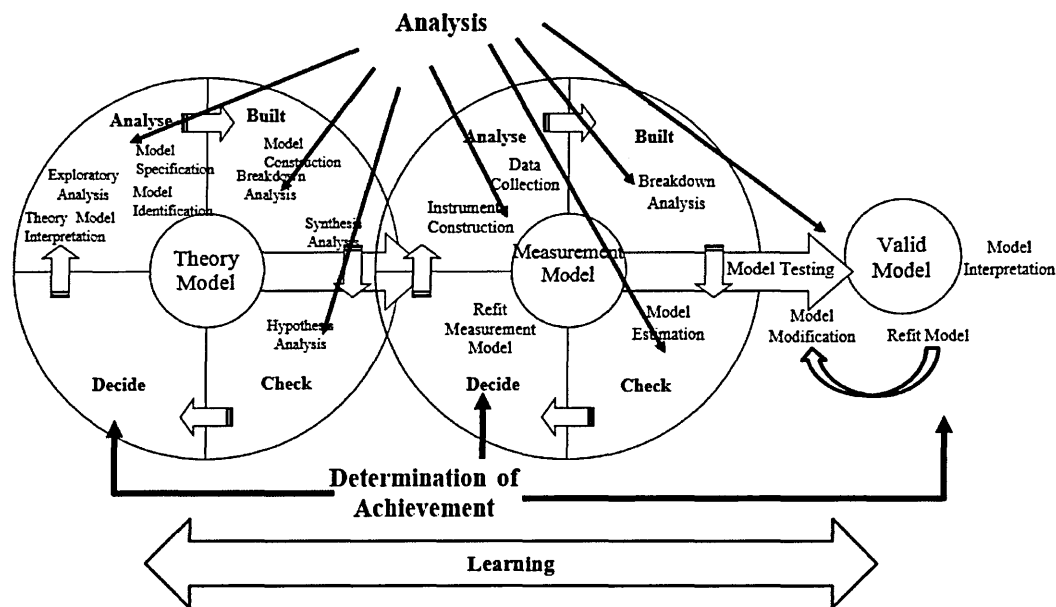 Analysis
Analyse
Built
Model
Specification
Exploratory
Analysis
Model
Identification
Theory Model
Interpretation
Model
Construction
Breakdown
Analysis
Synthesis
Analysis
Theory
Model
Hypothesis
Analysis
Decide
Check
Analyse
Built
Data
Collection
Instrument
Construction
Breakdown
Analysis
Measurement
Model
Model Testing
Refit
Measurement
Model
Model
Estimation
Decide
Check
Valid
Model
Model
Interpretation
Model
Modification
Refit Model
Determination of
Achievement
Learning